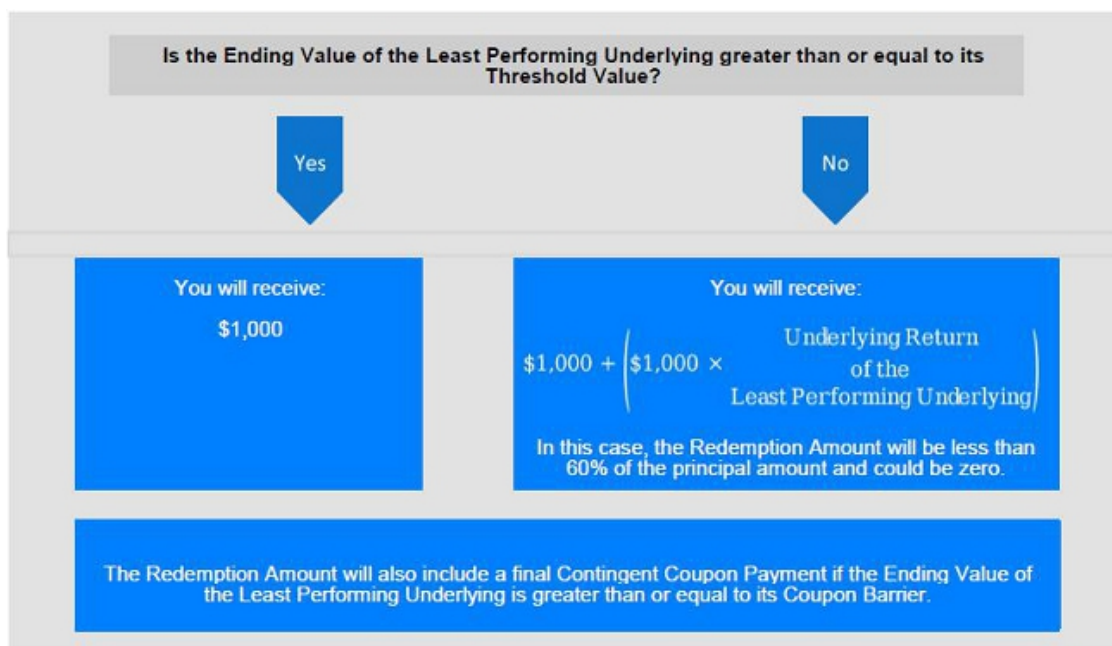 Is the Ending Value of the Least Performing Underlying greater than or equal to its
Threshold Value?
Yes
No
You will receive:
$1,000
You will receive:
$1,000 + ($1,000 × Underlying Return
of the
Least Performing Underlying)
In this case, the Redemption Amount will be less than
60% of the principal amount and could be zero.
The Redemption Amount will also include a final Contingent Coupon Payment if the Ending Value of
the Least Performing Underlying is greater than or equal to its Coupon Barrier.